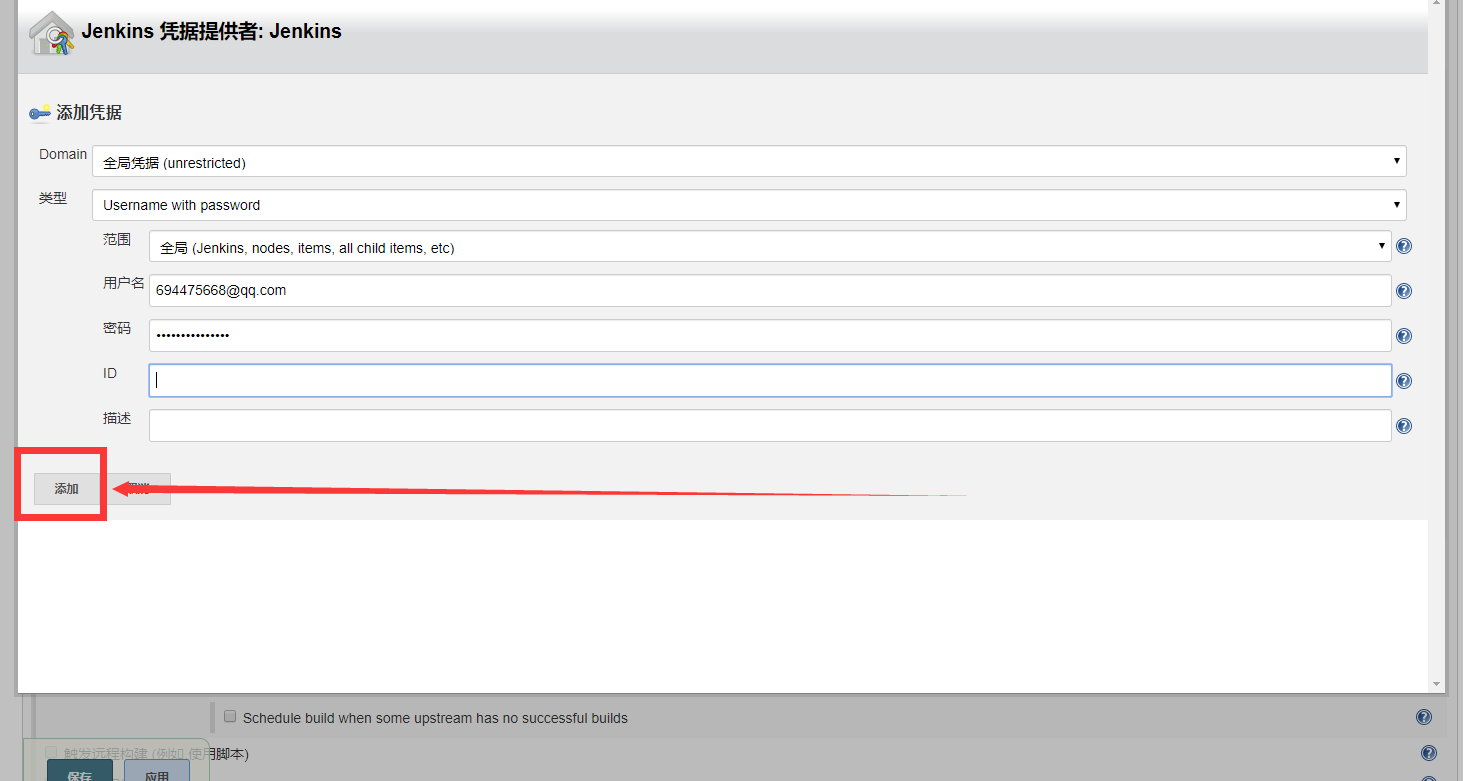 Jenkins 凭据提供者: Jenkins
添加凭据
Domain 全局凭据 (unrestricted)
类型 Username with password
范围 全局 (Jenkins, nodes, items, all child items, etc)
用户名 694475668@qq.com
密码 •••••••••••••••
ID
描述
添加
Schedule build when some upstream has no successful builds
触发远程构建 (例如,使用脚本)
保存 应用